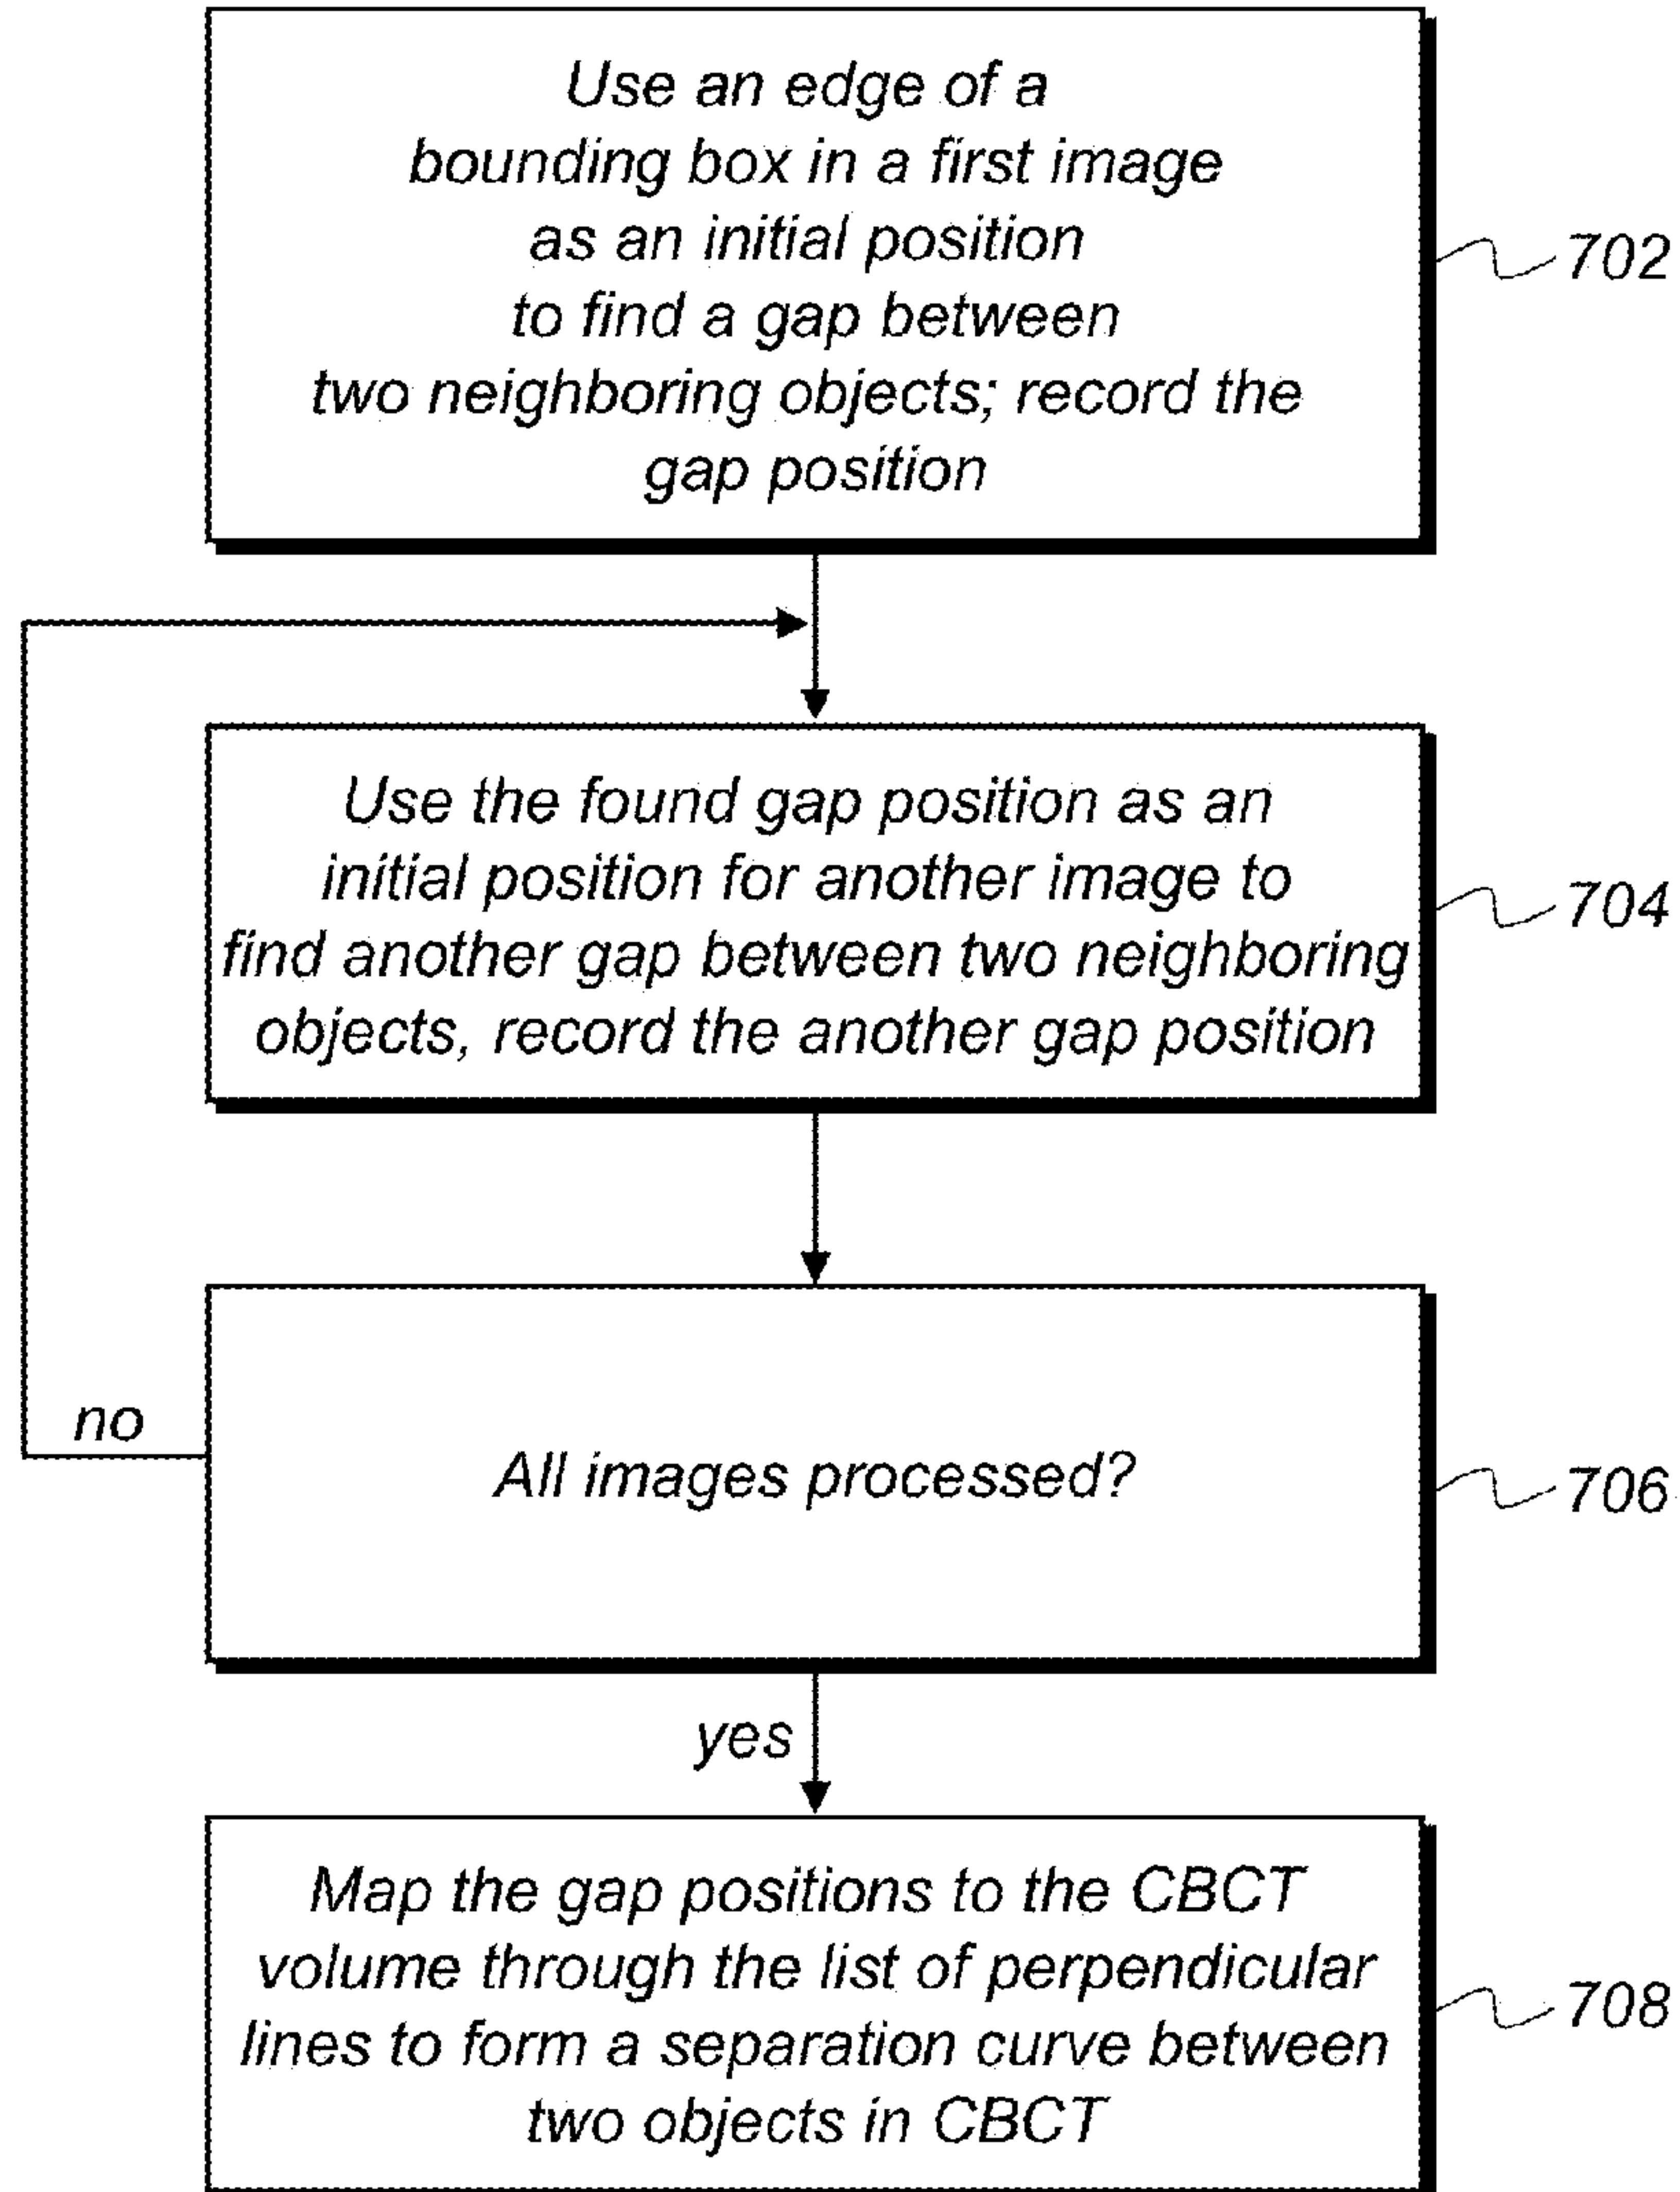 Use an edge of a
bounding box in a first image
as an initial position
to find a gap between
two neighboring objects; record the
gap position
702
Use the found gap position as an
initial position for another image to
find another gap between two neighboring
objects, record the another gap position
704
no
All images processed?
706
yes
Map the gap positions to the CBCT
volume through the list of perpendicular
lines to form a separation curve between
two objects in CBCT
708